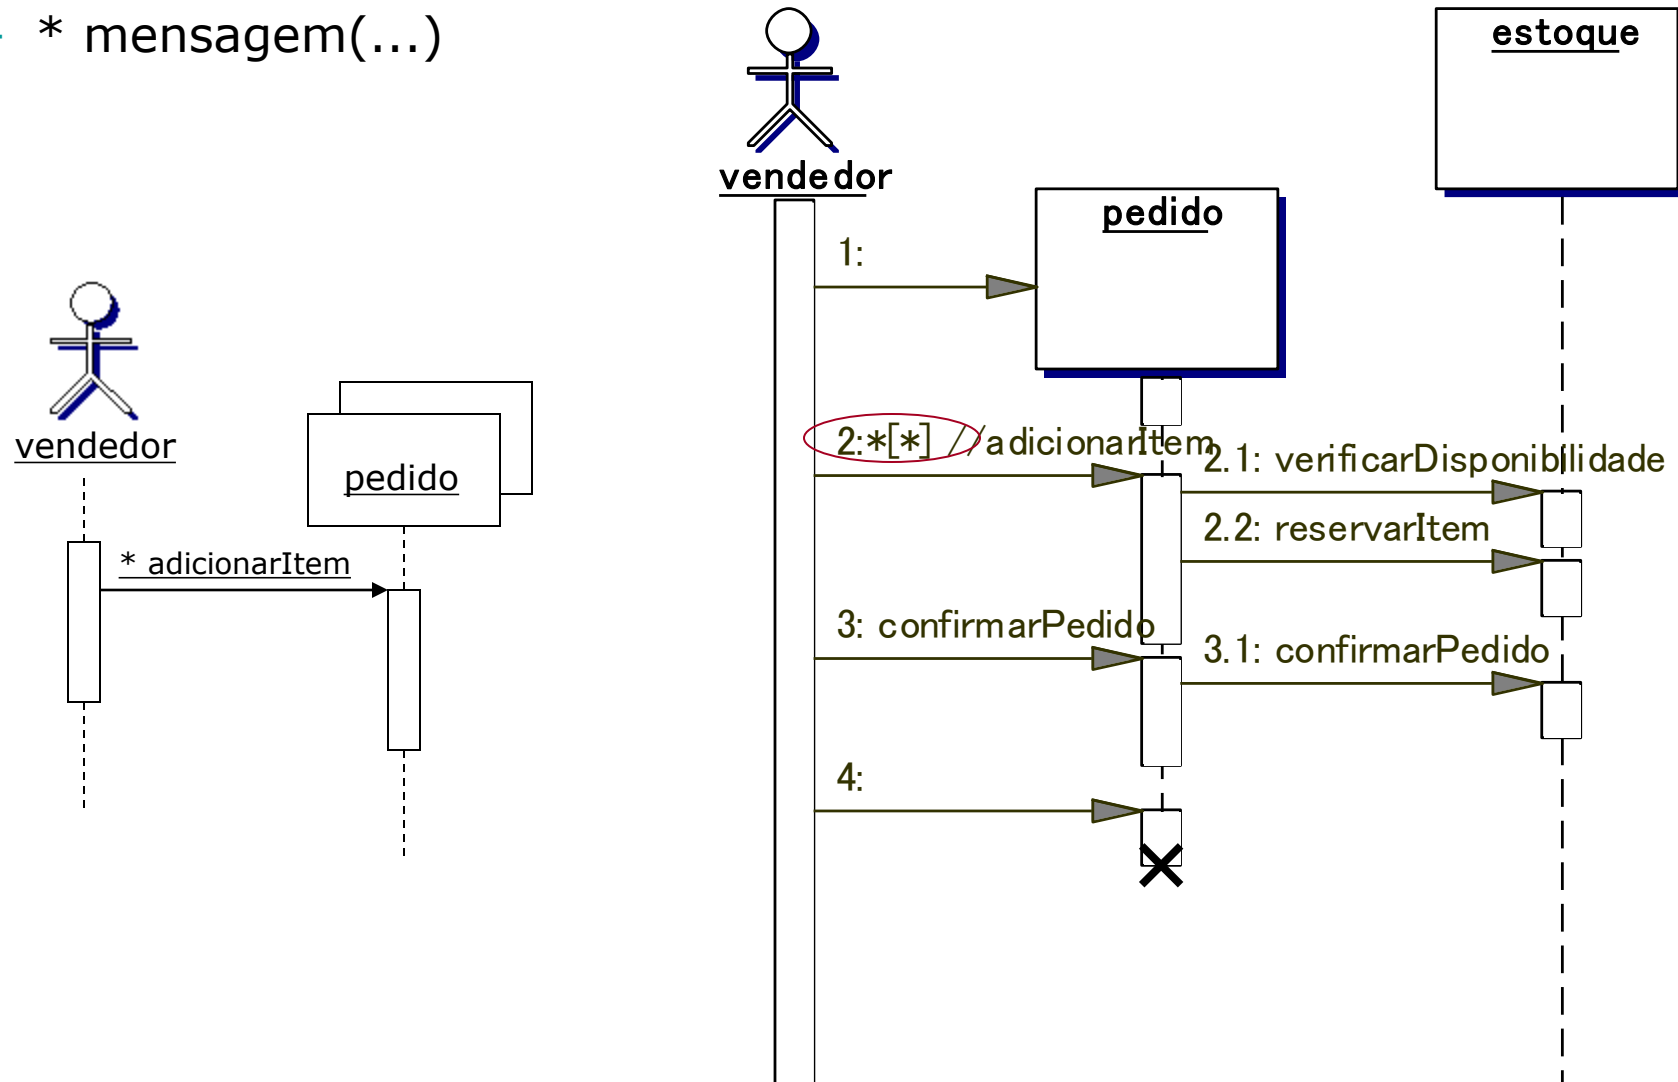 * mensagem(...)
estoque
vendedor
pedido
1:
2:*[*] //adicionarItem
2.1: verificarDisponibilidade
vendedor
pedido
2.2: reservarItem
* adicionarItem
3: confirmarPedido
3.1: confirmarPedido
4: